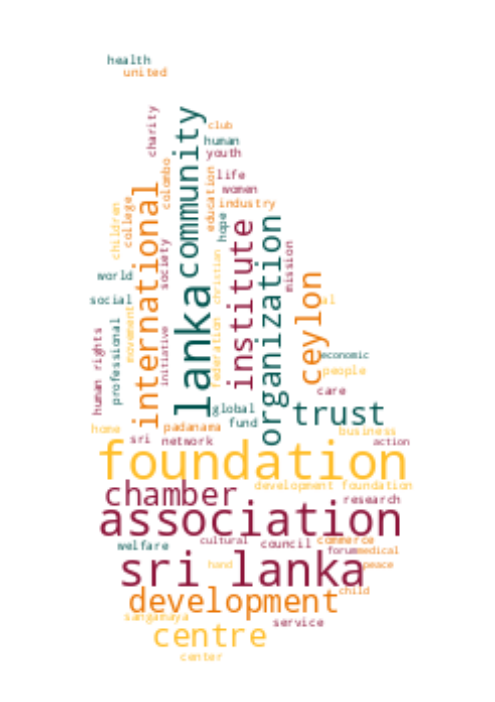 health
united
charity
community
club
human
youth
colombo
education
life
women
industry
international
college
children
hope
institute
organization
mission
society
christian
world
lanka
ceylon
social
movement
professional
initiative
federation
human rights
economic
people
care
global
fund
trust
home
padanama
business
sri
network
action
foundation
chamber
development foundation
research
association
welfare
cultural
council
commerce
forum
medical
sri lanka
hand
peace
development
child
sangamaya
service
centre
center